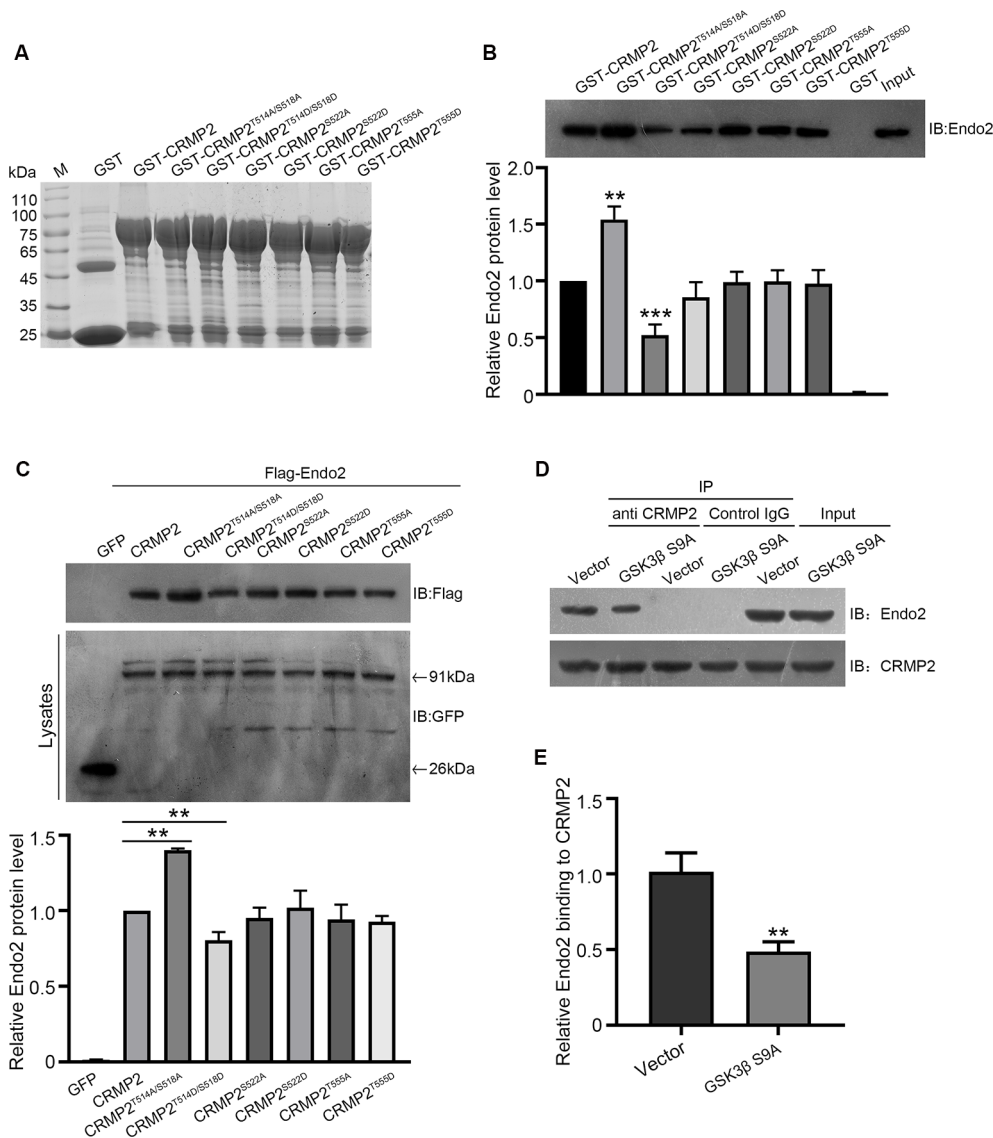 A
kDa
M
GST
GST-CRMP2
GST-CRMP2T514A/S518A
GST-CRMP2T514D/S518D
GST-CRMP2S522A
GST-CRMP2S522D
GST-CRMP2T555A
GST-CRMP2T555D
110
100
75
65
45
35
25
B
GST-CRMP2
GST-CRMP2T514A/S518A
GST-CRMP2T514D/S518D
GST-CRMP2S522A
GST-CRMP2S522D
GST-CRMP2T555A
GST-CRMP2T555D
GST
Input
IB:Endo2
Relative Endo2 protein level
2.0
1.5
1.0
0.5
0
**
***
C
Flag-Endo2
GFP
CRMP2
CRMP2T514A/S518A
CRMP2T514D/S518D
CRMP2S522A
CRMP2S522D
CRMP2T555A
CRMP2T555D
IB:Flag
Lysates
←91kDa
IB:GFP
←26kDa
Relative Endo2 protein level
1.5
1.0
0.5
0
**
**
GFP
CRMP2
CRMP2T514A/S518A
CRMP2T514D/S518D
CRMP2S522A
CRMP2S522D
CRMP2T555A
CRMP2T555D
D
IP
anti CRMP2
Control IgG
Input
Vector
GSK3β S9A
Vector
GSK3β S9A
Vector
GSK3β S9A
IB: Endo2
IB: CRMP2
E
Relative Endo2 binding to CRMP2
1.5
1.0
0.5
0
**
Vector
GSK3β S9A